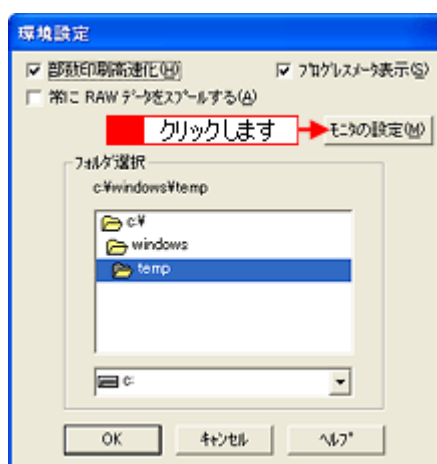 環境設定
部数印刷高速化(H)
プログレスメータ表示(S)
常に RAW データをスプールする(A)
クリックします
モニタの設定(M)
フォルダ選択
c:¥windows¥temp
c:¥
windows
temp
c:
OK キャンセル ヘルプ